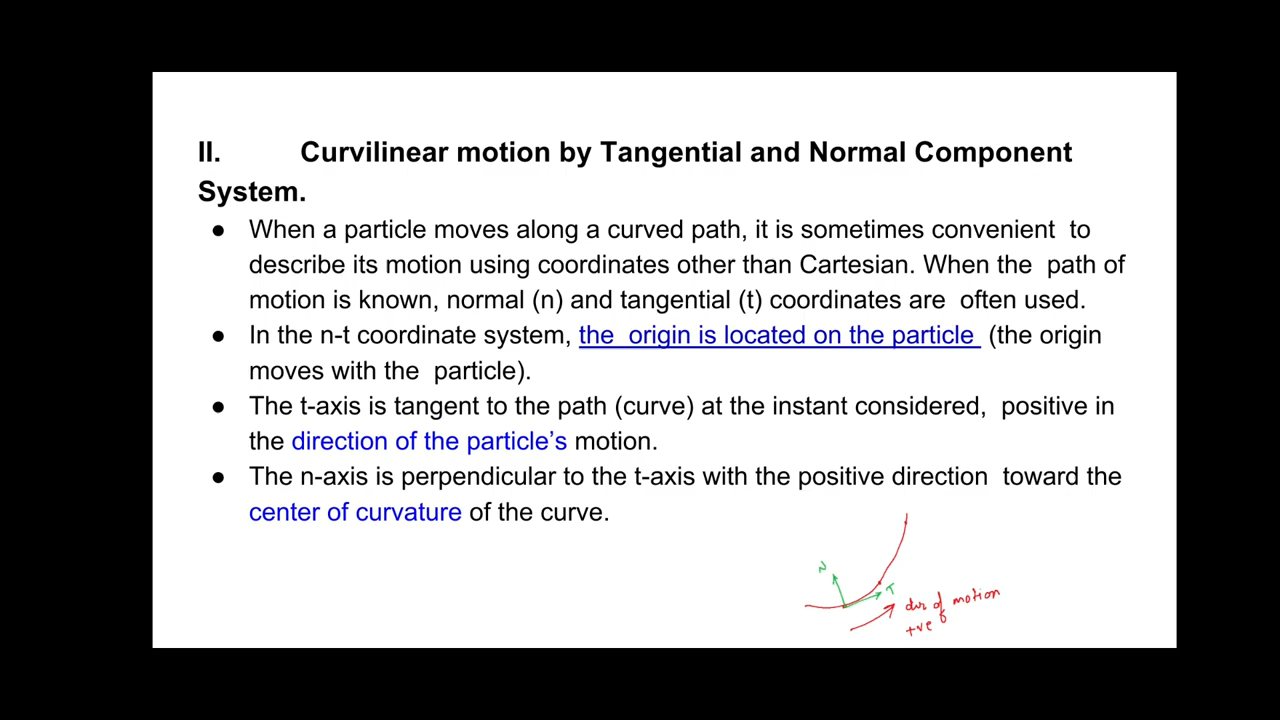 II. Curvilinear motion by Tangential and Normal Component
System.
● When a particle moves along a curved path, it is sometimes convenient to
describe its motion using coordinates other than Cartesian. When the path of
motion is known, normal (n) and tangential (t) coordinates are often used.
● In the n-t coordinate system, the origin is located on the particle (the origin
moves with the particle).
● The t-axis is tangent to the path (curve) at the instant considered, positive in
the direction of the particle’s motion.
● The n-axis is perpendicular to the t-axis with the positive direction toward the
center of curvature of the curve.
N
T
dir of motion
+ve